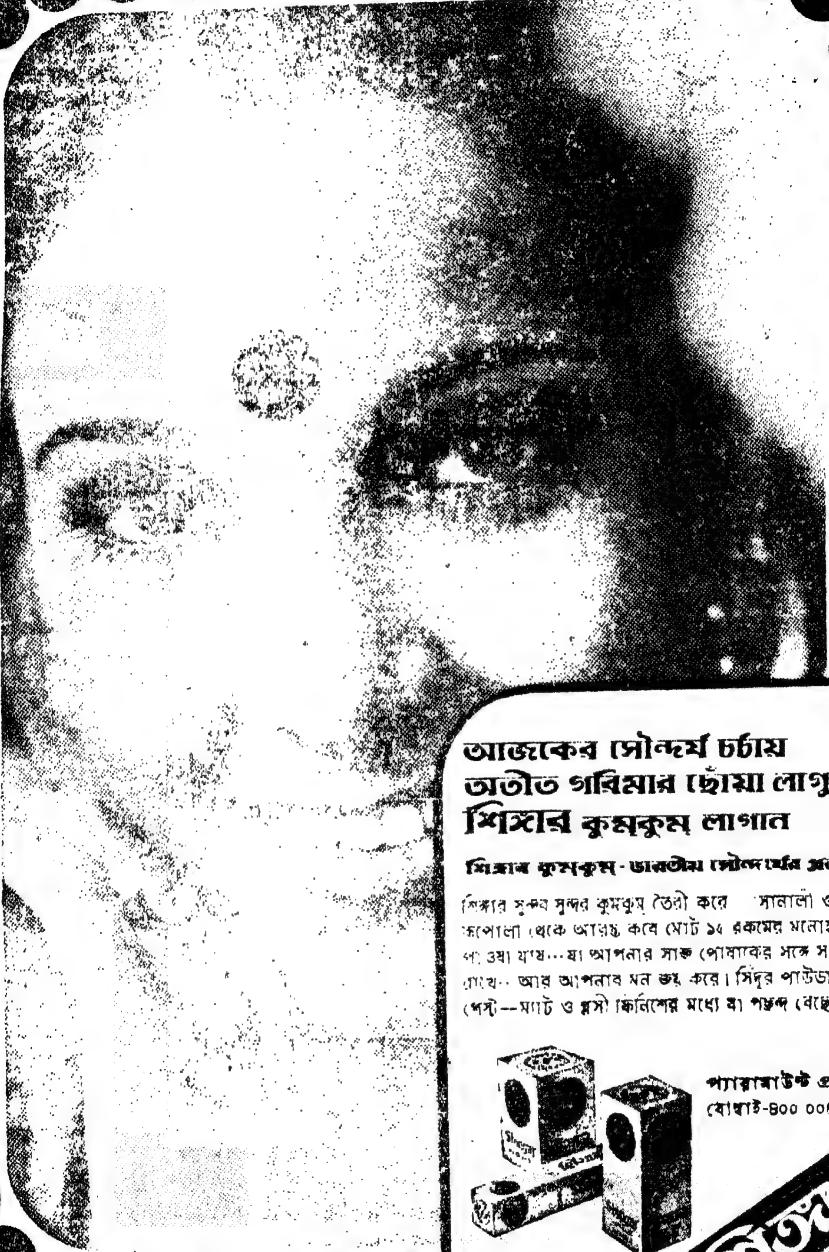 আজকের সৌন্দর্য চর্চায়
অতীত গরিমার ছোঁয়া লাগু
শিঙ্গার কুমকুম্ লাগান
শিঙ্গার কুমকুম্ - ভারতীয় সৌন্দর্যের
শিঙ্গার সুন্দর সুন্দর কুমকুম্ তৈরী করে সোনালী ও
রূপোলী থেকে আরম্ভ করে মোট ১৫ রকমের
পাওয়া যায়...যা আপনার সাজ পোষাকের সঙ্গে
রাখে·· আর আপনার মন জয় করে। সিঁদুর পাউডা
পেস্ট--ম্যাট ও গ্লসী ফিনিশের মধ্যে যা পছন্দ বেছে
প্যারামাউন্ট
বোম্বাই-৪০০ ০০
Shingar